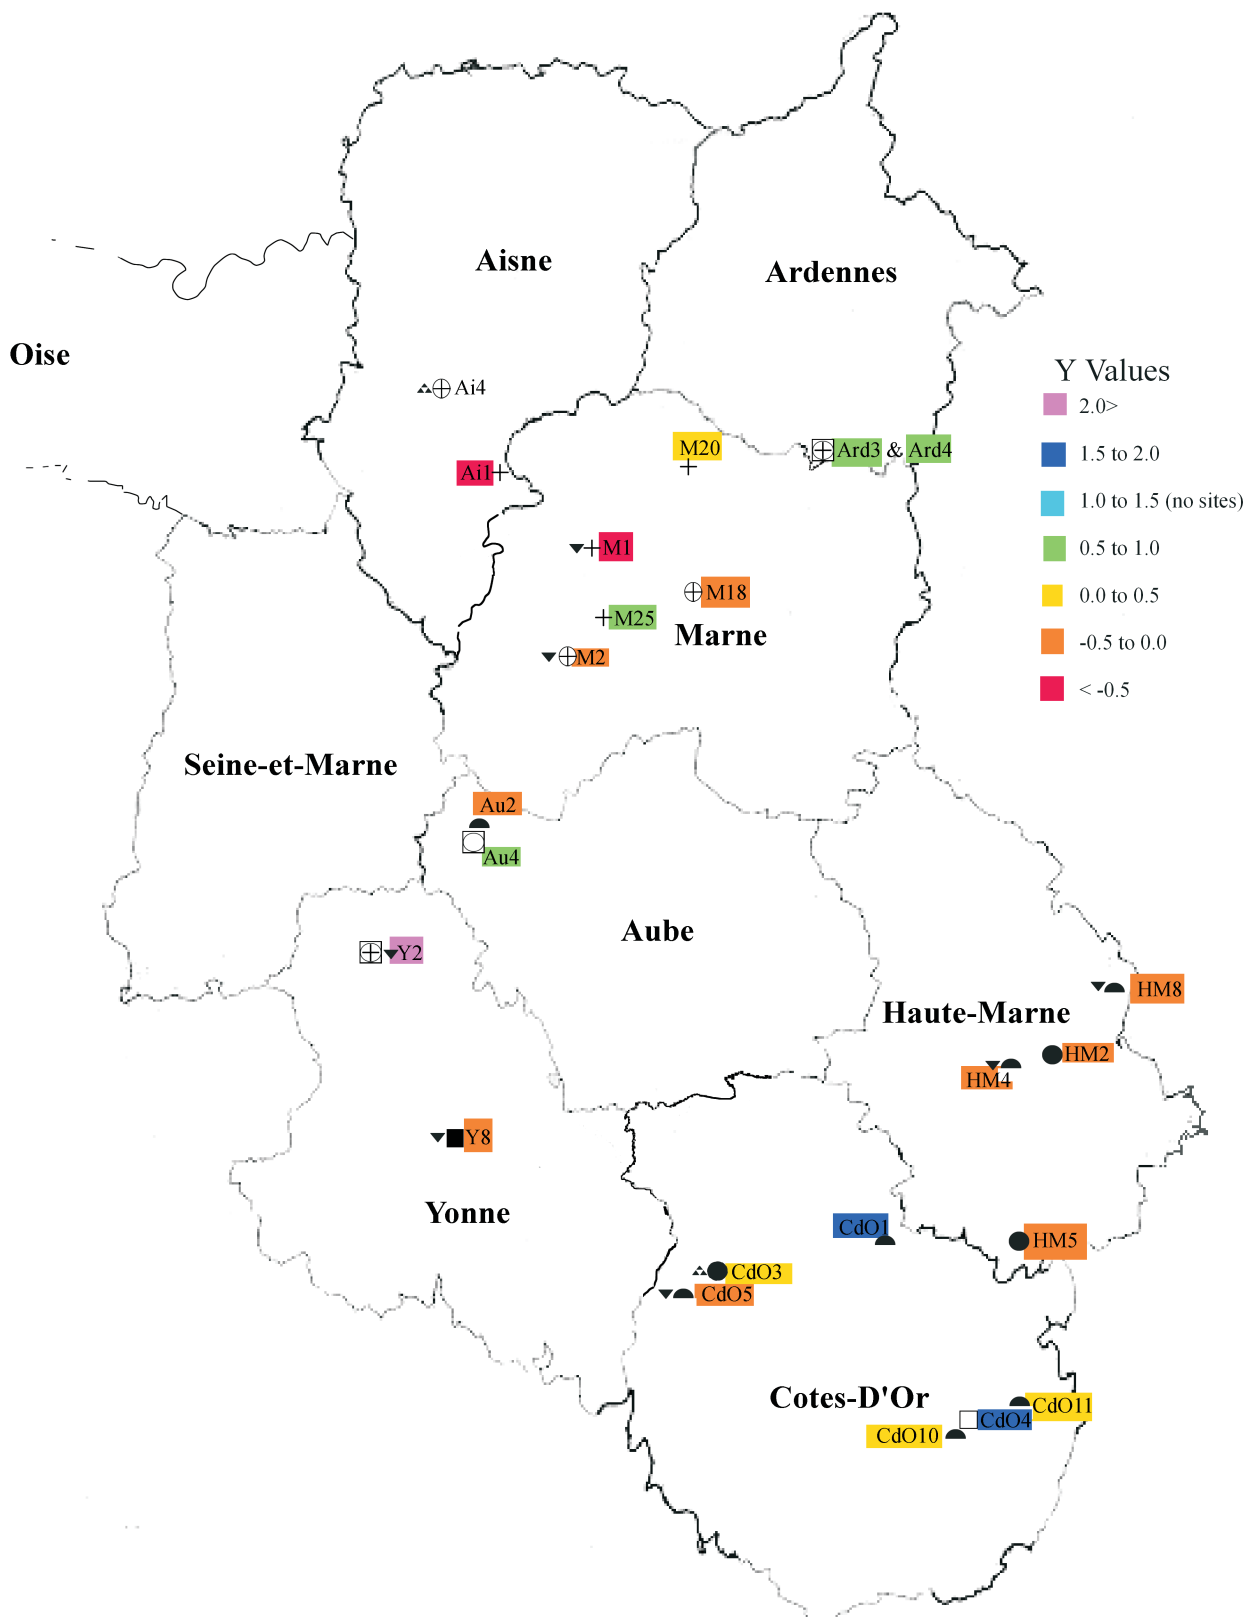 Aisne
Ardennes
Oise
Y Values
2.0>
1.5 to 2.0
1.0 to 1.5 (no sites)
0.5 to 1.0
0.0 to 0.5
-0.5 to 0.0
< -0.5
Ai4
M20
Ard3 & Ard4
Ai1
M1
M18
M25
Marne
M2
Seine-et-Marne
Au2
Au4
Aube
Y2
HM8
Haute-Marne
HM2
HM4
Y8
Yonne
CdO1
HM5
CdO3
CdO5
Cotes-D'Or
CdO11
CdO4
CdO10